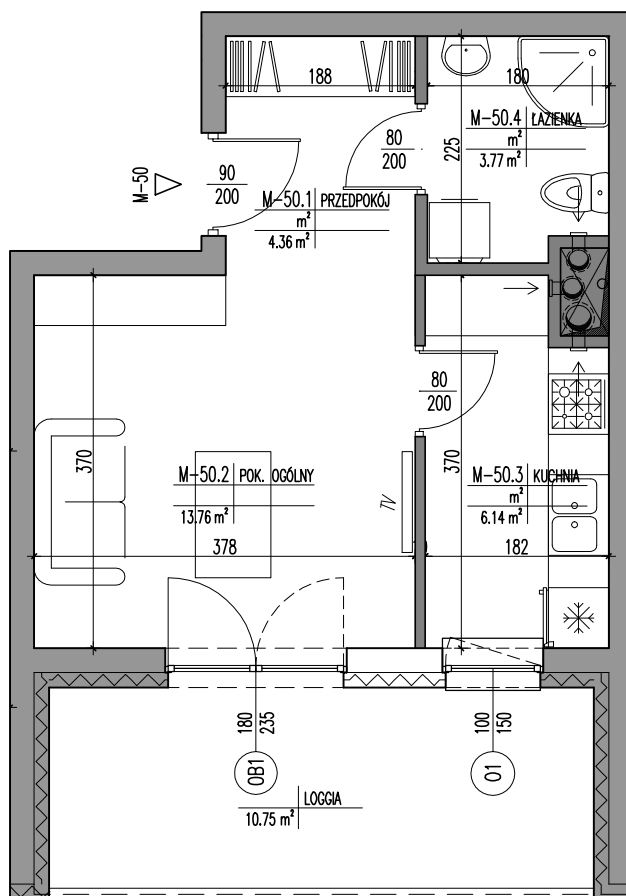 188
180
M-50.4 ŁAZIENKA
m²
3.77 m²
80
200
225
M-50
90
200
M-50.1 PRZEDPOKÓJ
m²
4.36 m²
80
200
370
370
M-50.2 POK. OGÓLNY
13.76 m²
TV
M-50.3 KUCHNIA
m²
6.14 m²
378
182
180
235
100
150
OB1
O1
LOGGIA
10.75 m²